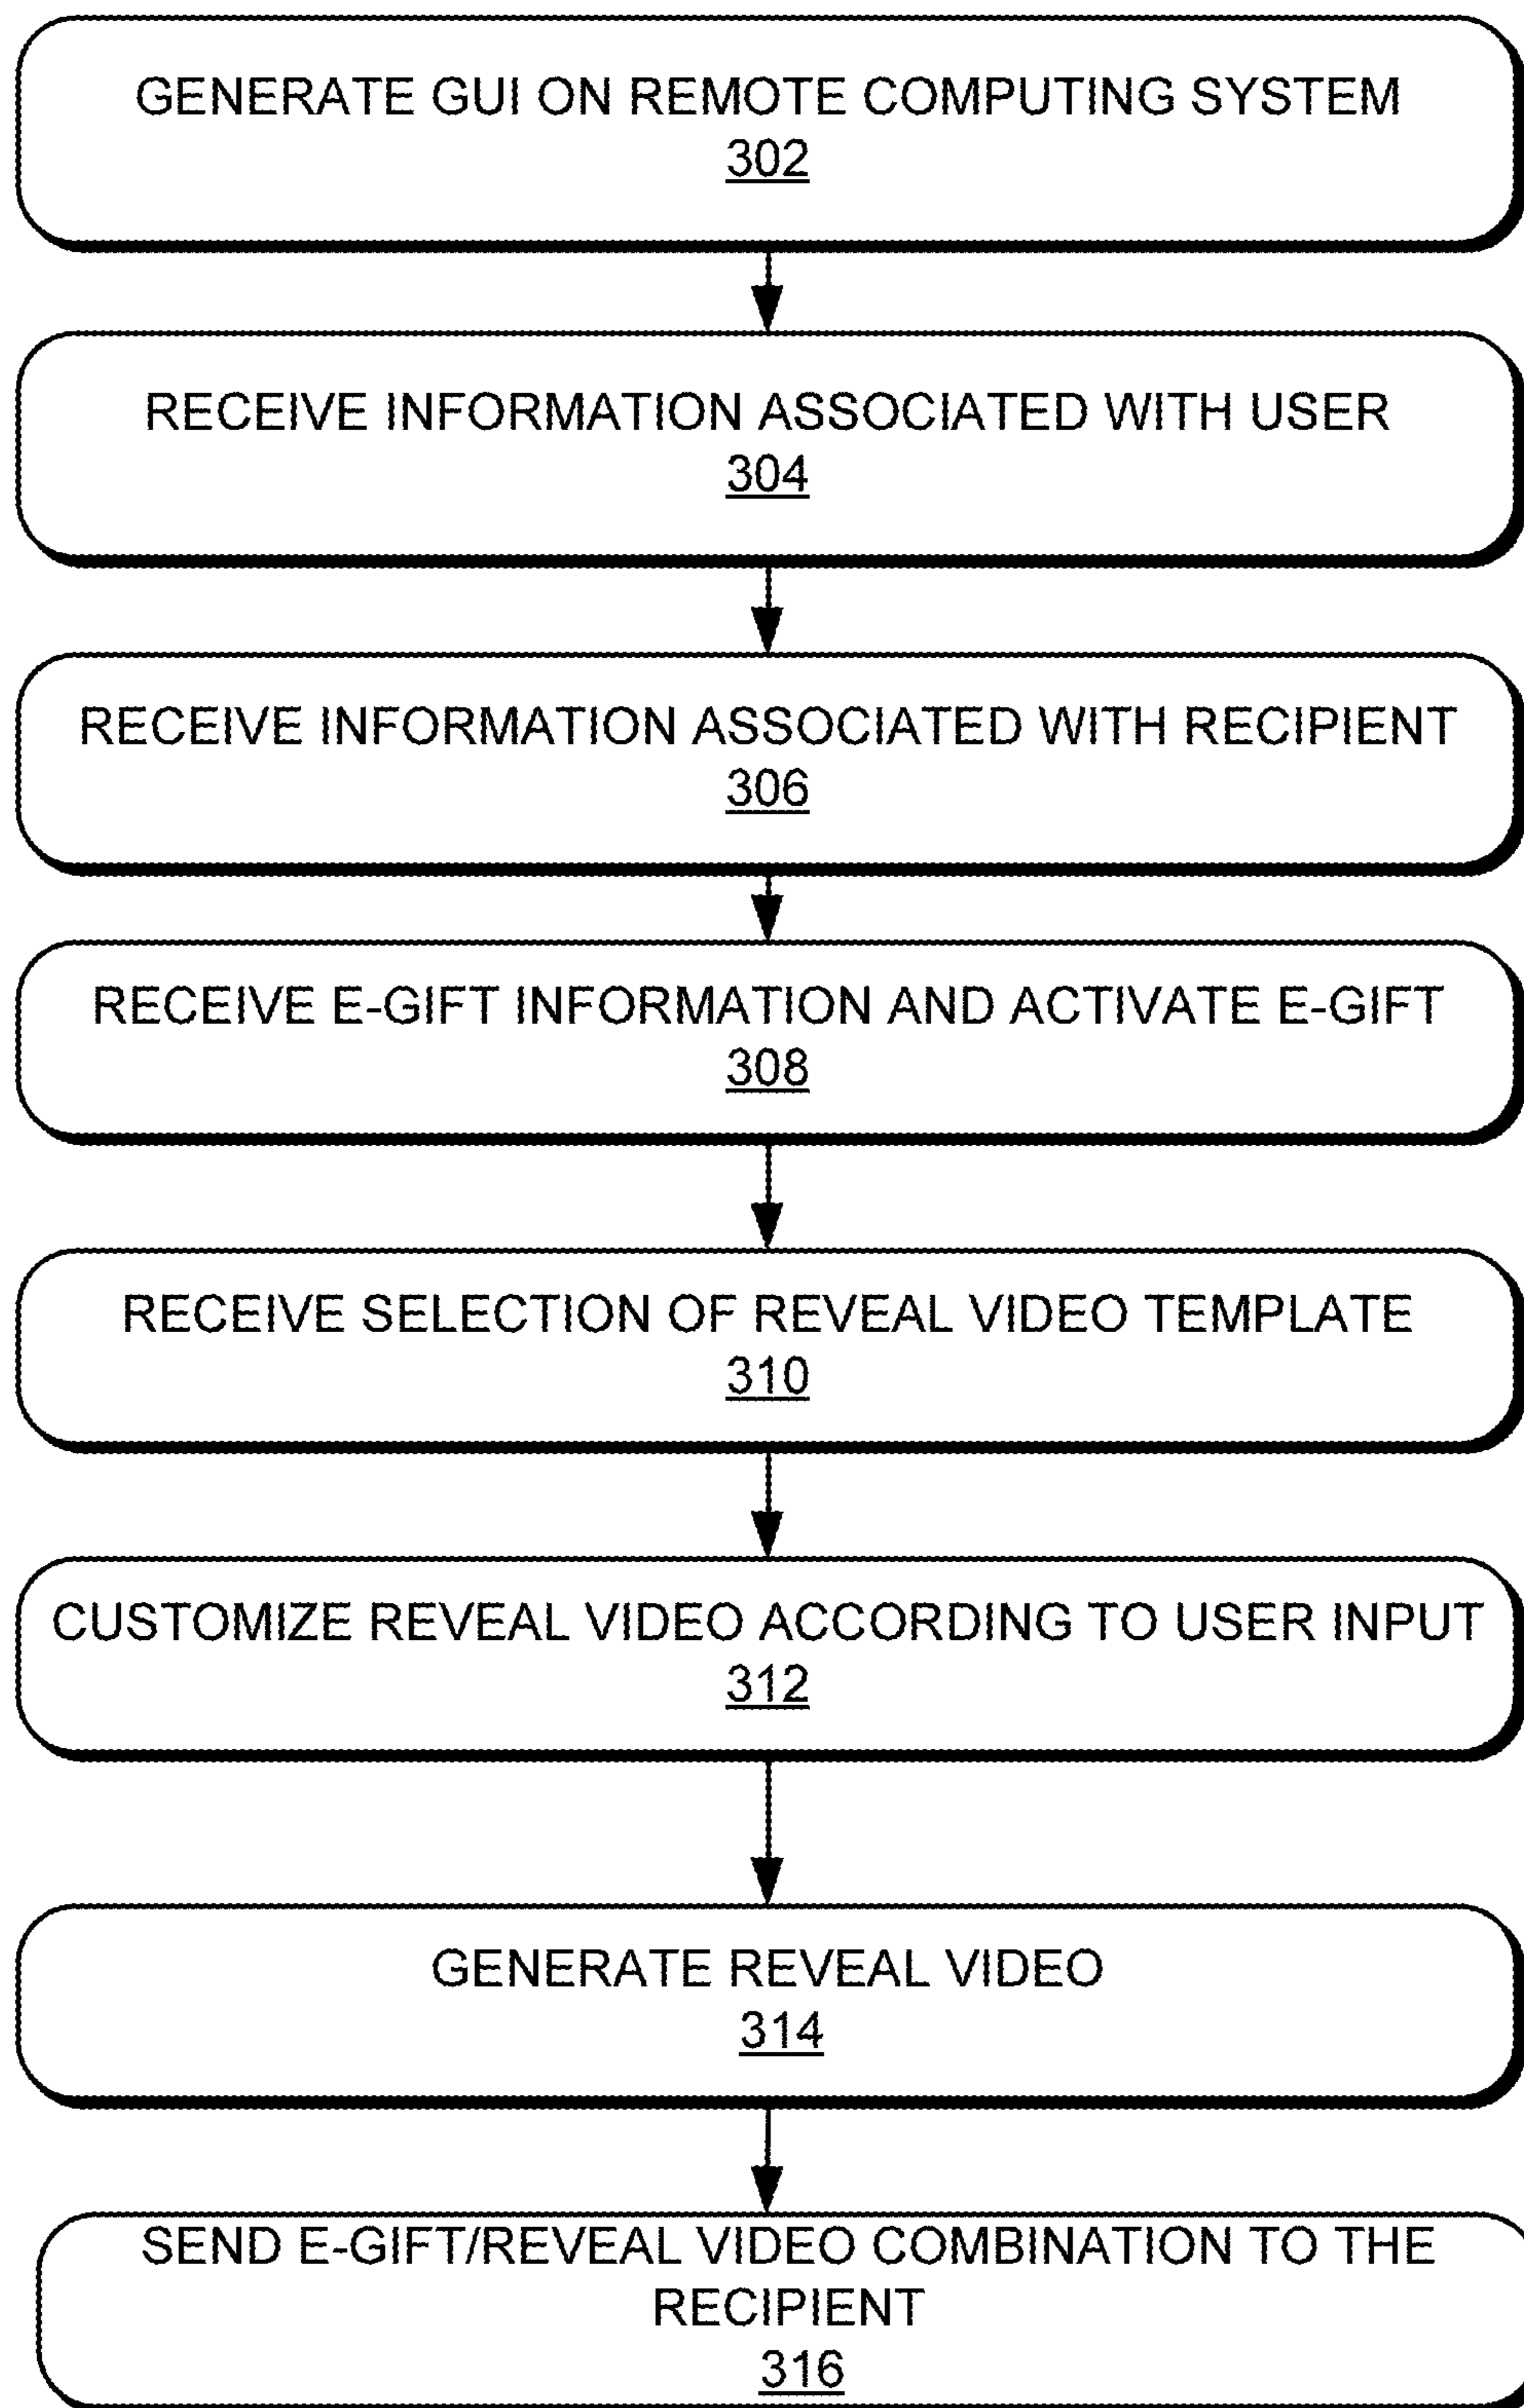 GENERATE GUI ON REMOTE COMPUTING SYSTEM
302
RECEIVE INFORMATION ASSOCIATED WITH USER
304
RECEIVE INFORMATION ASSOCIATED WITH RECIPIENT
306
RECEIVE E-GIFT INFORMATION AND ACTIVATE E-GIFT
308
RECEIVE SELECTION OF REVEAL VIDEO TEMPLATE
310
CUSTOMIZE REVEAL VIDEO ACCORDING TO USER INPUT
312
GENERATE REVEAL VIDEO
314
SEND E-GIFT/REVEAL VIDEO COMBINATION TO THE
RECIPIENT
316